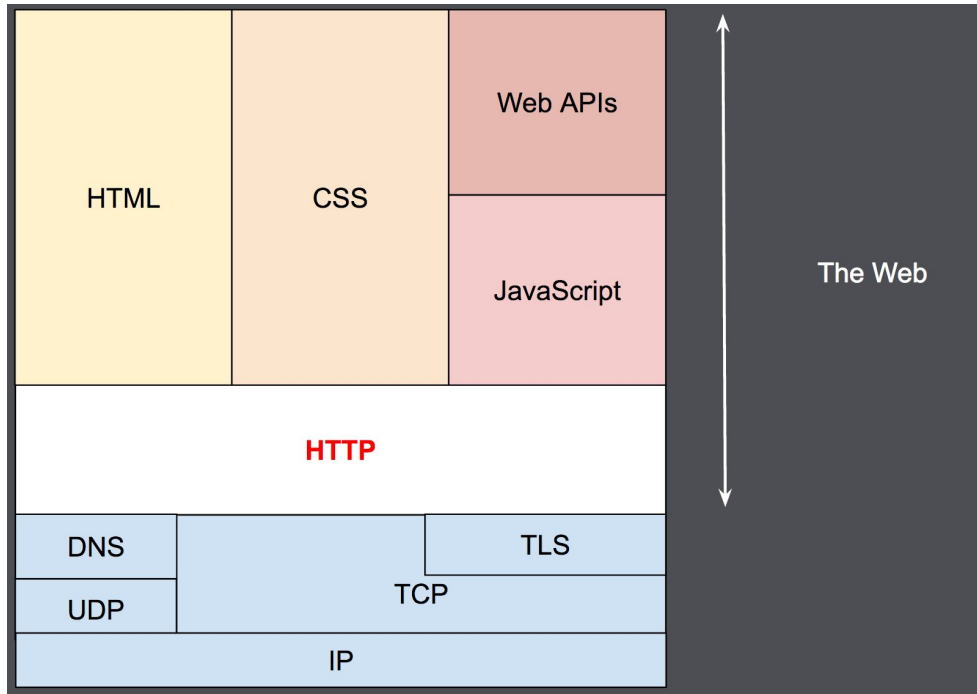 HTML
CSS
Web APIs
JavaScript
The Web
HTTP
DNS
TLS
UDP
TCP
IP